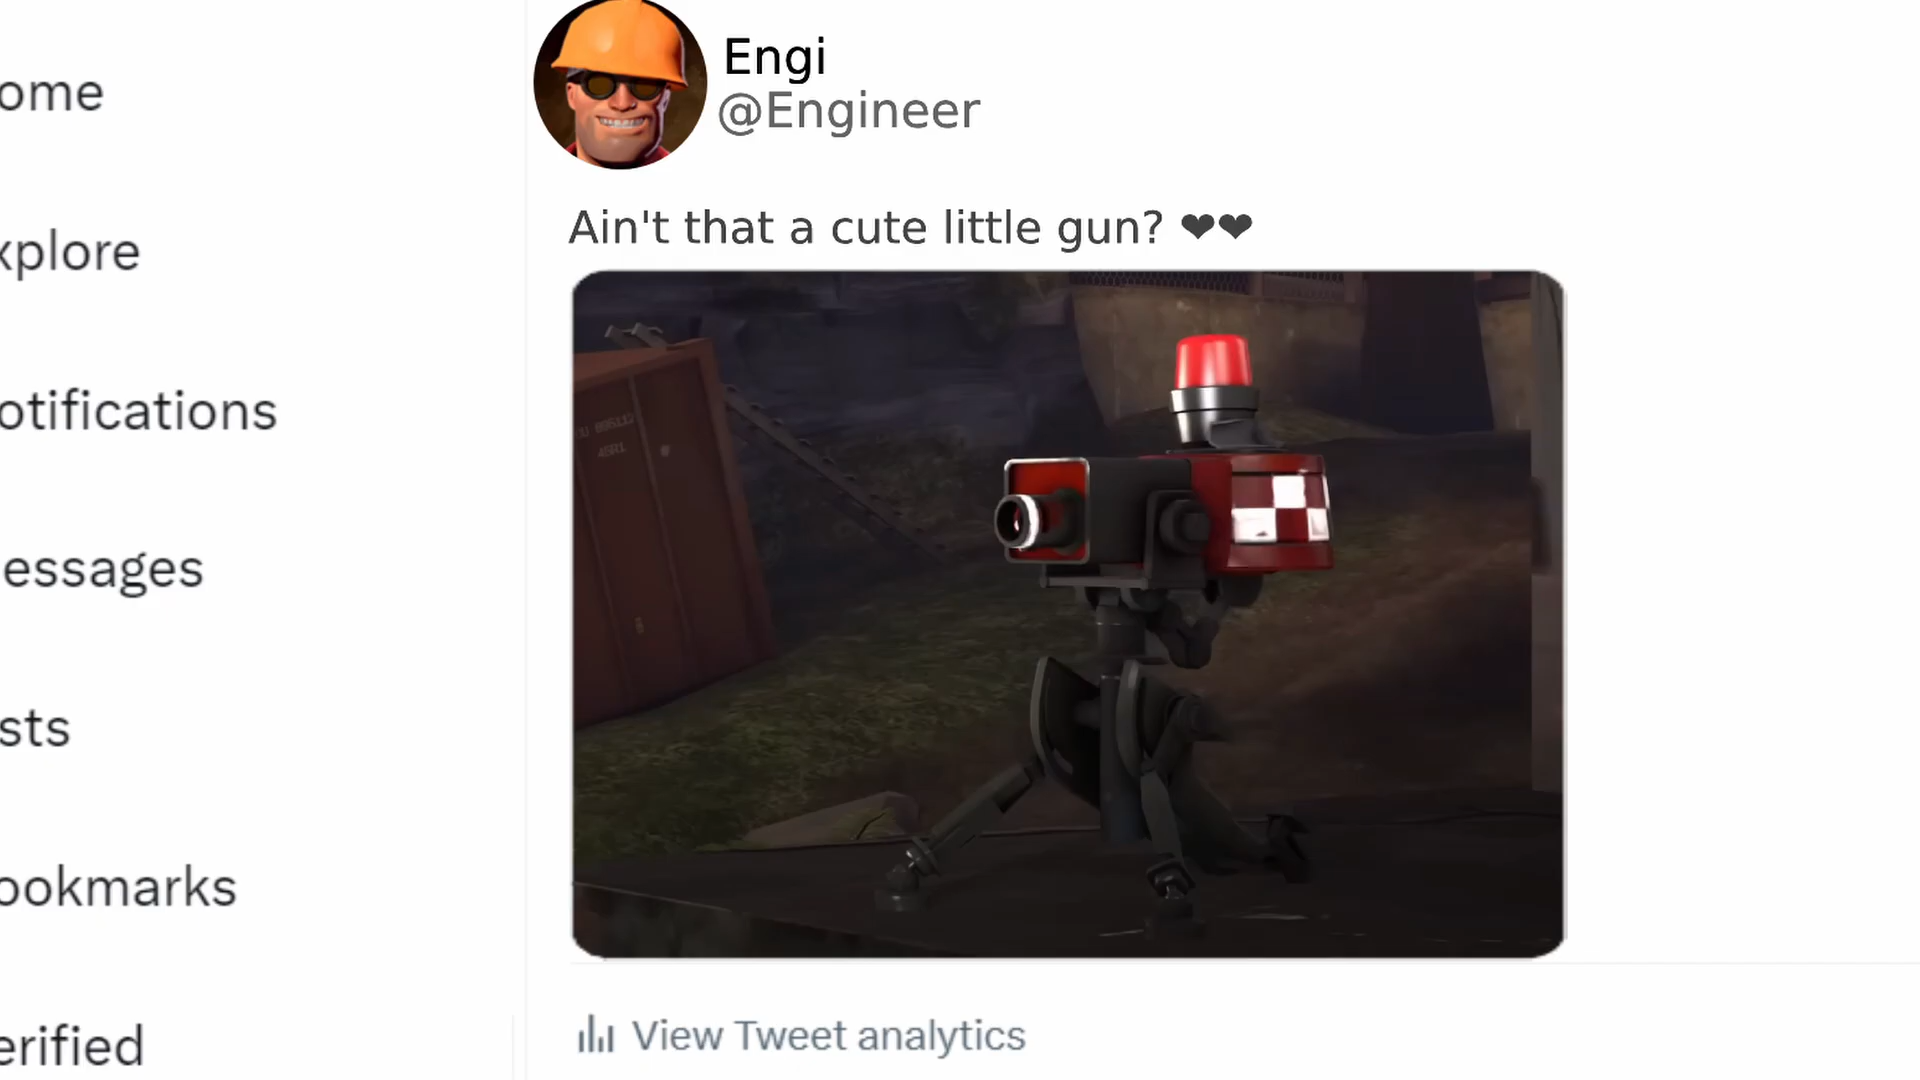 ome
xplore
otifications
essages
sts
ookmarks
erified
Engi
@Engineer
Ain't that a cute little gun? ❤❤
View Tweet analytics